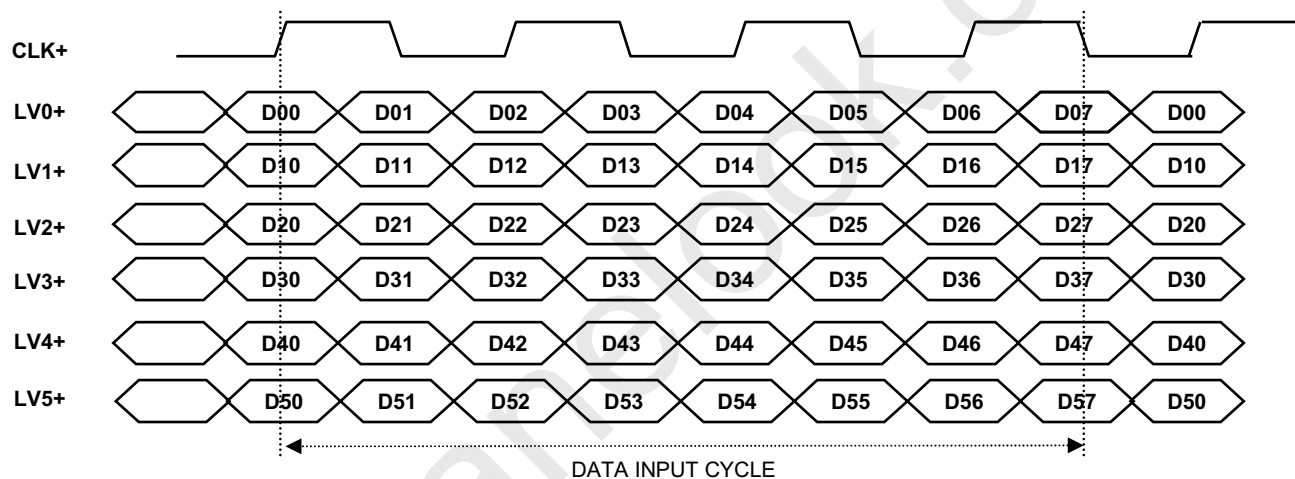 CLK+
LV0+ D00 D01 D02 D03 D04 D05 D06 D07 D00
LV1+ D10 D11 D12 D13 D14 D15 D16 D17 D10
LV2+ D20 D21 D22 D23 D24 D25 D26 D27 D20
LV3+ D30 D31 D32 D33 D34 D35 D36 D37 D30
LV4+ D40 D41 D42 D43 D44 D45 D46 D47 D40
LV5+ D50 D51 D52 D53 D54 D55 D56 D57 D50
DATA INPUT CYCLE